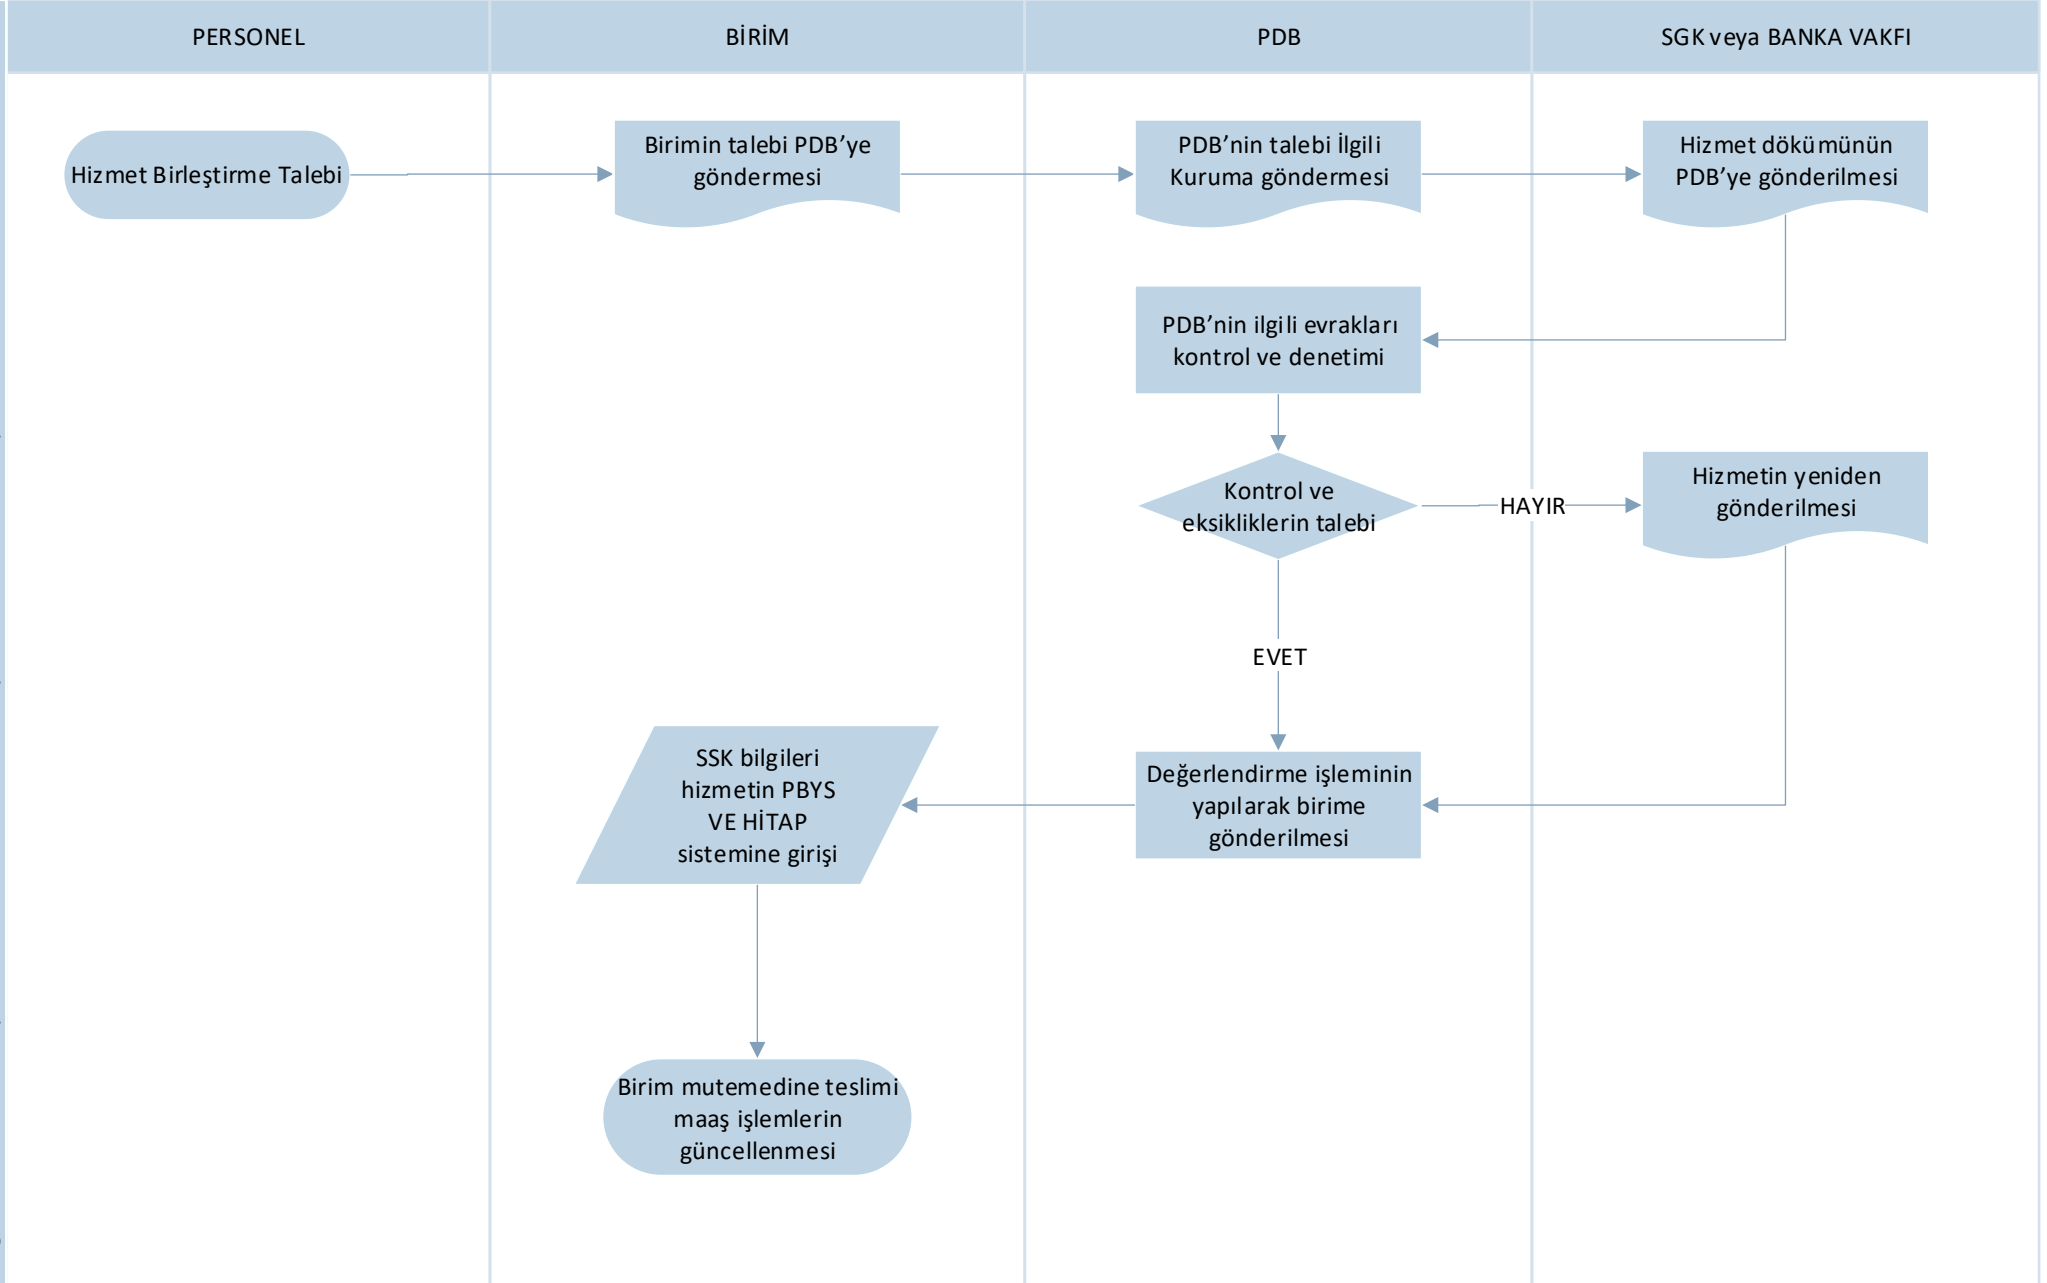 PERSONEL
BİRİM
PDB
SGK veya BANKA VAKFI
Hizmet Birleştirme Talebi
Birimin talebi PDB’ye
göndermesi
PDB’nin talebi İlgili
Kuruma göndermesi
Hizmet dökümünün
PDB’ye gönderilmesi
PDB’nin ilgili evrakları
kontrol ve denetimi
Kontrol ve
eksikliklerin talebi
HAYIR
Hizmetin yeniden
gönderilmesi
EVET
SSK bilgileri
hizmetin PBYS
VE HİTAP
sistemine girişi
Değerlendirme işleminin
yapılarak birime
gönderilmesi
Birim mutemedine teslimi
maaş işlemlerin
güncellenmesi